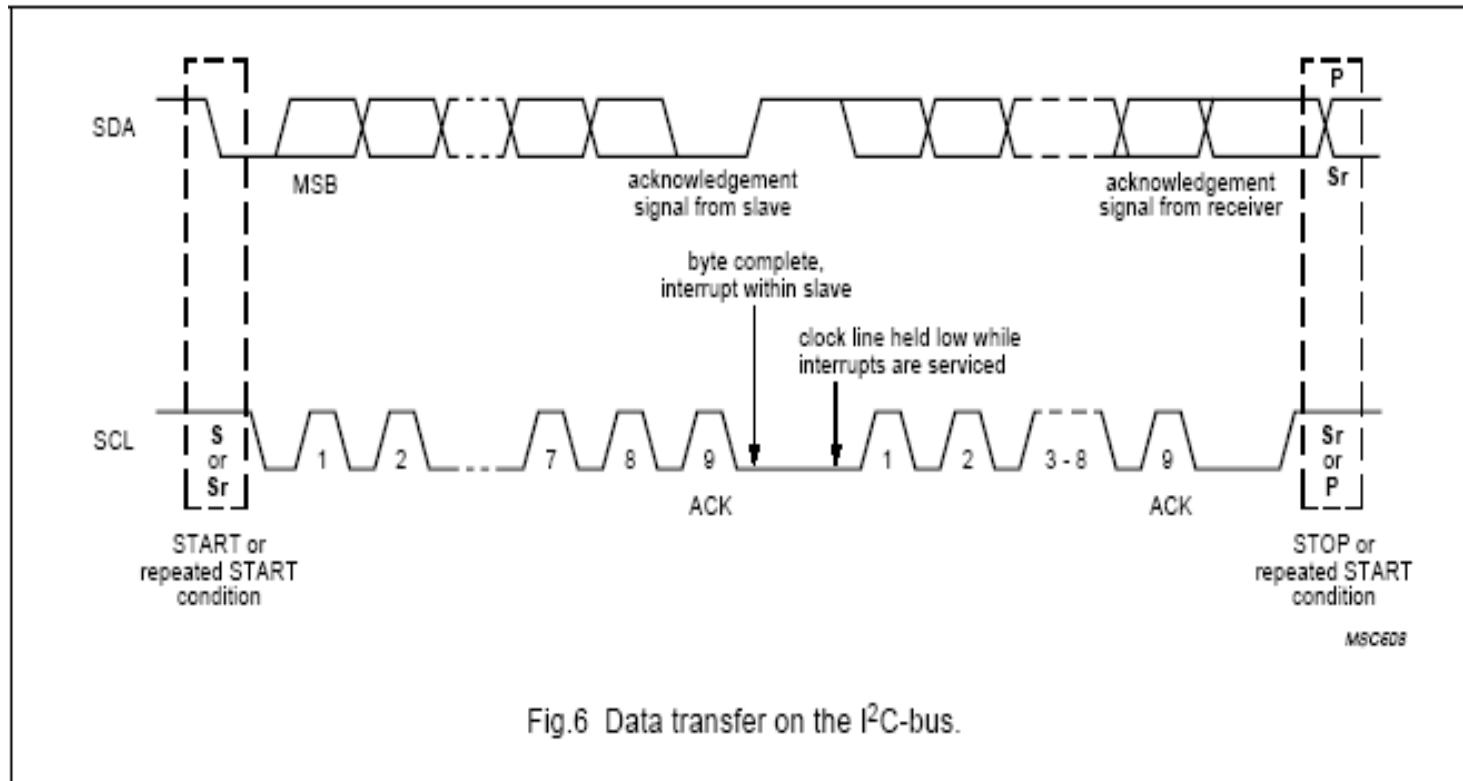 P
SDA
MSB
acknowledgement
signal from slave
acknowledgement
signal from receiver
Sr
byte complete,
interrupt within slave
clock line held low while
interrupts are serviced
SCL
S
or
Sr
1
2
7
8
9
1
2
3 - 8
9
Sr
or
P
ACK
ACK
START or
repeated START
condition
STOP or
repeated START
condition
MSC608
Fig.6 Data transfer on the I²C-bus.